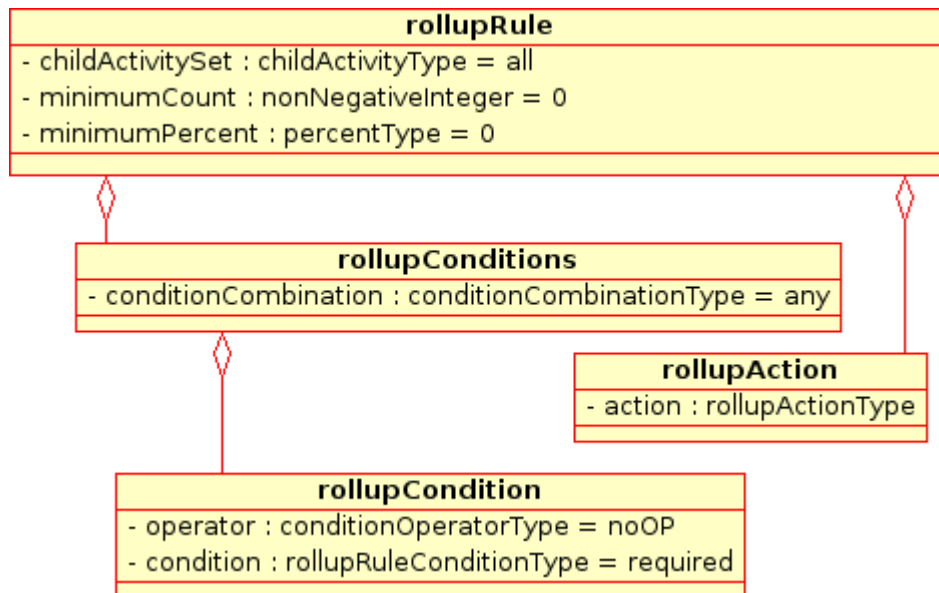 rollupRule
- childActivitySet : childActivityType = all
- minimumCount : nonNegativeInteger = 0
- minimumPercent : percentType = 0
rollupConditions
- conditionCombination : conditionCombinationType = any
rollupAction
- action : rollupActionType
rollupCondition
- operator : conditionOperatorType = noOP
- condition : rollupRuleConditionType = required